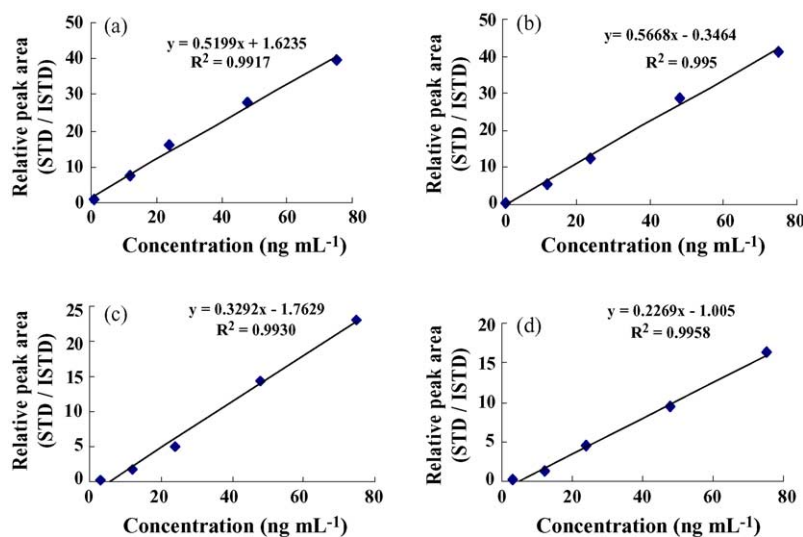 (a)
y = 0.5199x + 1.6235
R² = 0.9917
Relative peak area
(STD / ISTD)
50
40
30
20
10
0
0 20 40 60 80
Concentration (ng mL⁻¹)
(b)
y= 0.5668x - 0.3464
R² = 0.995
Relative peak area
(STD / ISTD)
50
40
30
20
10
0
0 20 40 60 80
Concentration (ng mL⁻¹)
(c)
y = 0.3292x - 1.7629
R² = 0.9930
Relative peak area
(STD / ISTD)
25
20
15
10
5
0
0 20 40 60 80
Concentration (ng mL⁻¹)
(d)
y = 0.2269x - 1.005
R² = 0.9958
Relative peak area
(STD / ISTD)
20
15
10
5
0
0 20 40 60 80
Concentration (ng mL⁻¹)